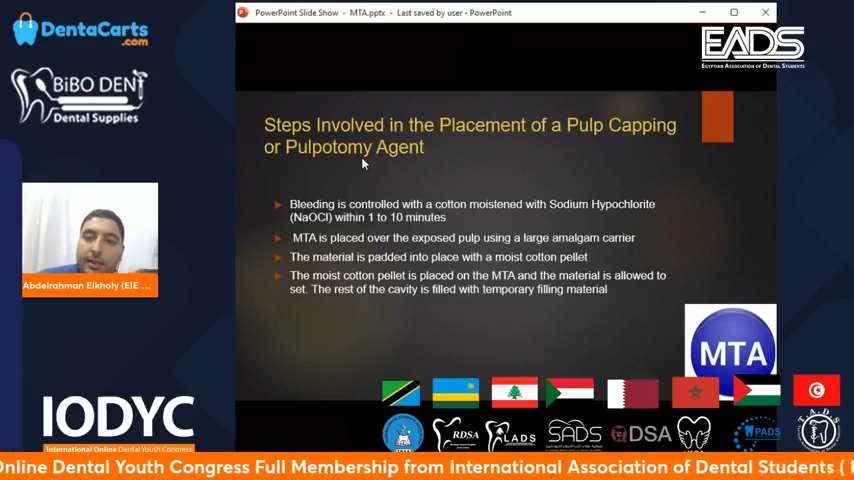 PowerPoint Slide Show - MTA.pptx - Last saved by user - PowerPoint
DentaCarts
.com
BiBO DENT
Dental Supplies
EADS
EGYPTIAN ASSOCIATION OF DENTAL STUDENTS
Steps Involved in the Placement of a Pulp Capping
or Pulpotomy Agent
Bleeding is controlled with a cotton moistened with Sodium Hypochlorite
(NaOCl) within 1 to 10 minutes
MTA is placed over the exposed pulp using a large amalgam carrier
The material is padded into place with a moist cotton pellet
The moist cotton pellet is placed on the MTA and the material is allowed to
set. The rest of the cavity is filled with temporary filling material
Abdelrahman Elkholy (EIE ...
MTA
IODYC
International Online Dental Youth Congress
RDSA
LADS
SADS
QDSA
PADS
Online Dental Youth Congress Full Membership from International Association of Dental Students (